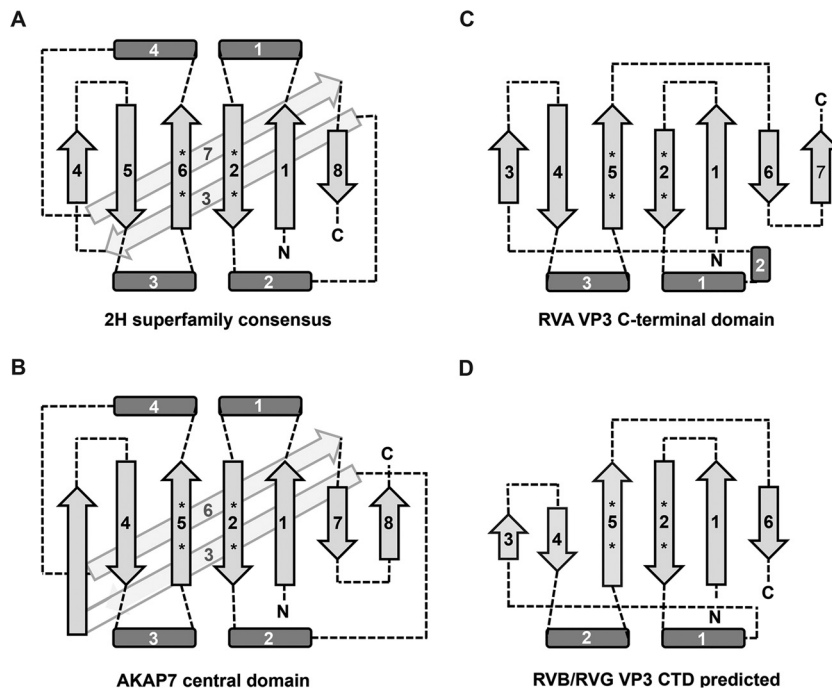 A
4 1
4 5 *6* *2* 1 8
7
3
C
N
3 2
2H superfamily consensus
B
4 1
4 *5* *2* 1 7 8
6
3
C
N
3 2
AKAP7 central domain
C
C
3 4 *5* *2* 1 6 7
N
2
3 1
RVA VP3 C-terminal domain
D
3 4 *5* *2* 1 6
C
N
2 1
RVB/RVG VP3 CTD predicted